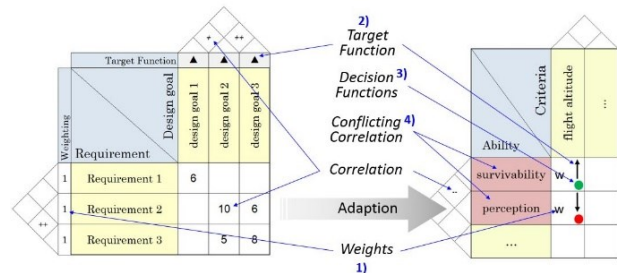 +
++
Target Function
▲ ▲ ▲
Weighting
Design goal
Requirement
design goal 1
design goal 2
design goal 3
1 Requirement 1 6
1 Requirement 2 10 6
1 Requirement 3 5 8
++
2)
Target
Function
Decision 3)
Functions
Conflicting 4)
Correlation
Correlation
Adaption
Weights
1)
Criteria
Ability
flight altitude
...
survivability w
perception w
...
--